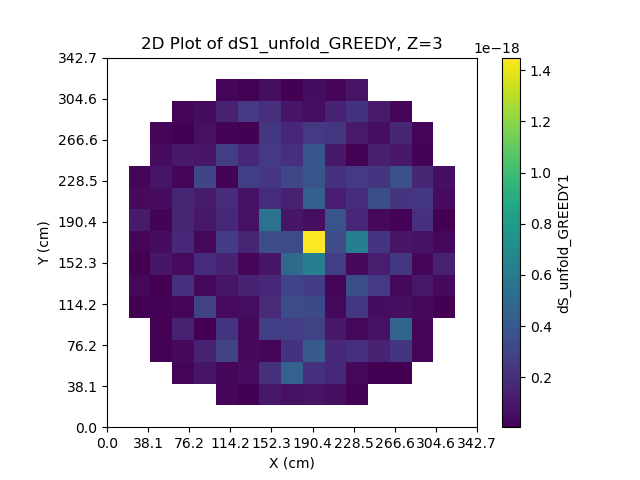 2D Plot of dS1_unfold_GREEDY, Z=3
1e−18
342.7
304.6
266.6
228.5
190.4
152.3
114.2
76.2
38.1
0.0
Y (cm)
0.0 38.1 76.2 114.2 152.3 190.4 228.5 266.6 304.6 342.7
X (cm)
1.4
1.2
1.0
0.8
0.6
0.4
0.2
dS_unfold_GREEDY1